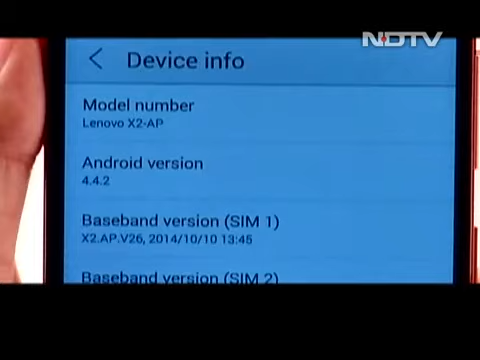 NDTV
Device info
Model number
Lenovo X2-AP
Android version
4.4.2
Baseband version (SIM 1)
X2.AP.V26, 2014/10/10 13:45
Baseband version (SIM 2)